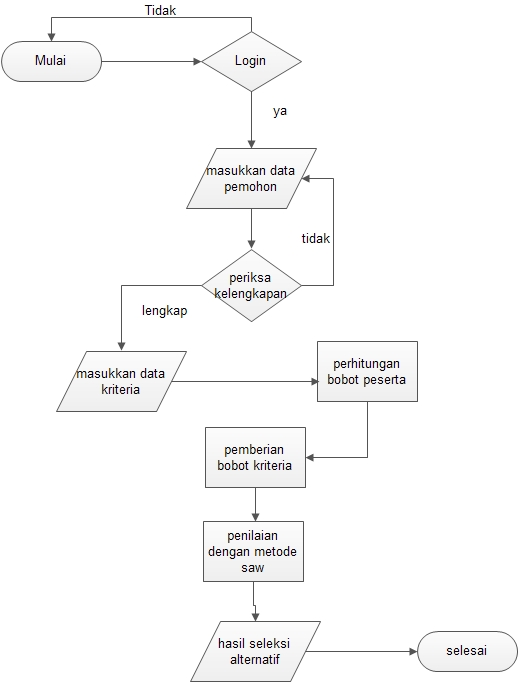 Tidak
Mulai
Login
ya
masukkan data
pemohon
tidak
periksa
kelengkapan
lengkap
masukkan data
kriteria
perhitungan
bobot peserta
pemberian
bobot kriteria
penilaian
dengan metode
saw
hasil seleksi
alternatif
selesai